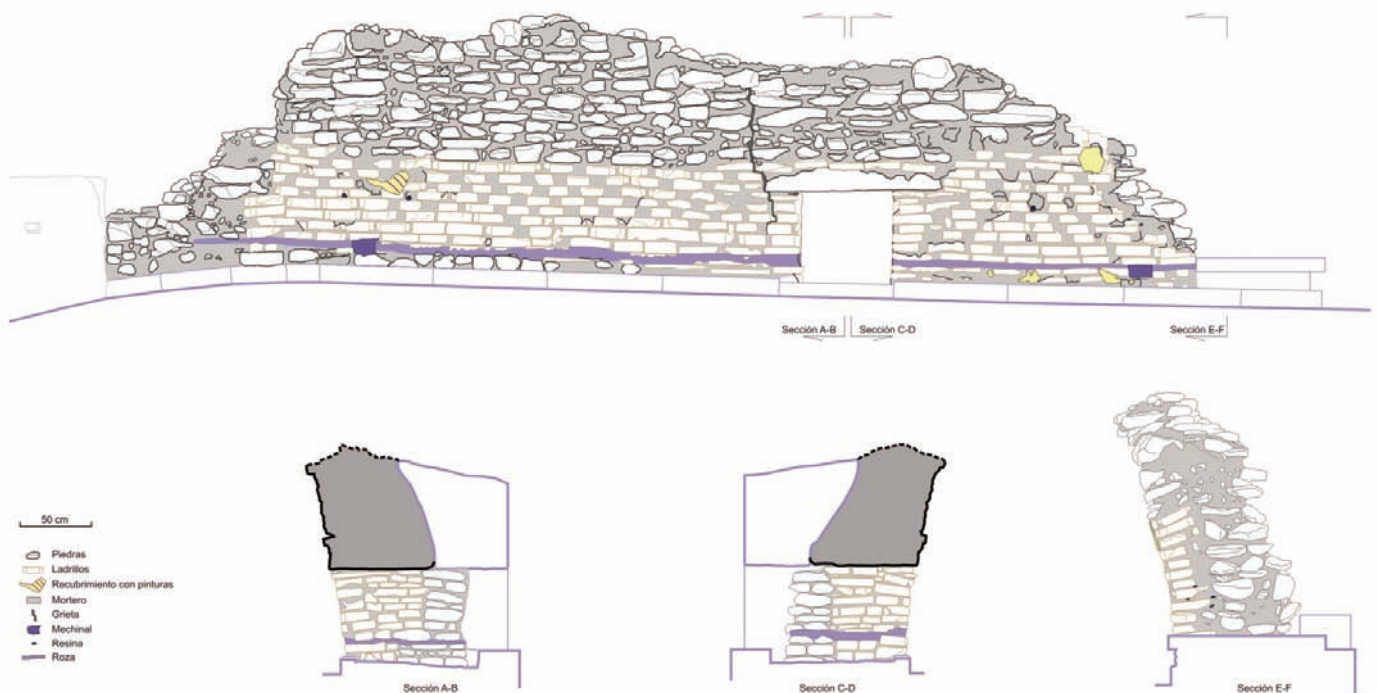 Sección A-B
Sección C-D
Sección E-F
50 cm
Piedras
Ladrillos
Recubrimiento con pinturas
Mortero
Grieta
Mechinal
Resina
Roza
Sección A-B
Sección C-D
Sección E-F